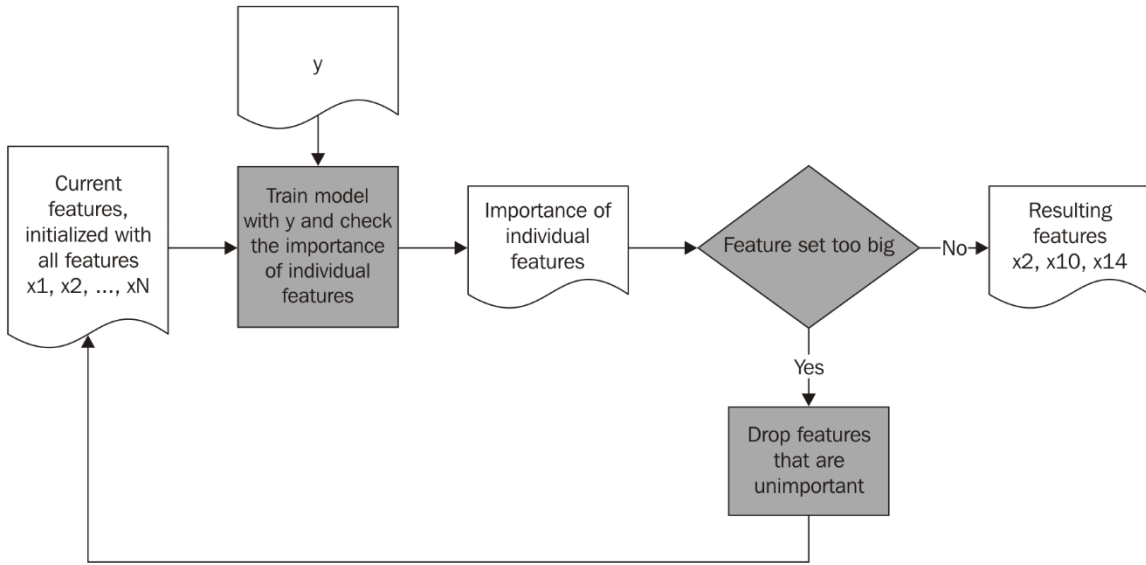 y
Current
features,
initialized with
all features
x1, x2, ..., xN
Train model
with y and check
the importance
of individual
features
Importance of
individual
features
Feature set too big
No
Resulting
features
x2, x10, x14
Yes
Drop features
that are
unimportant